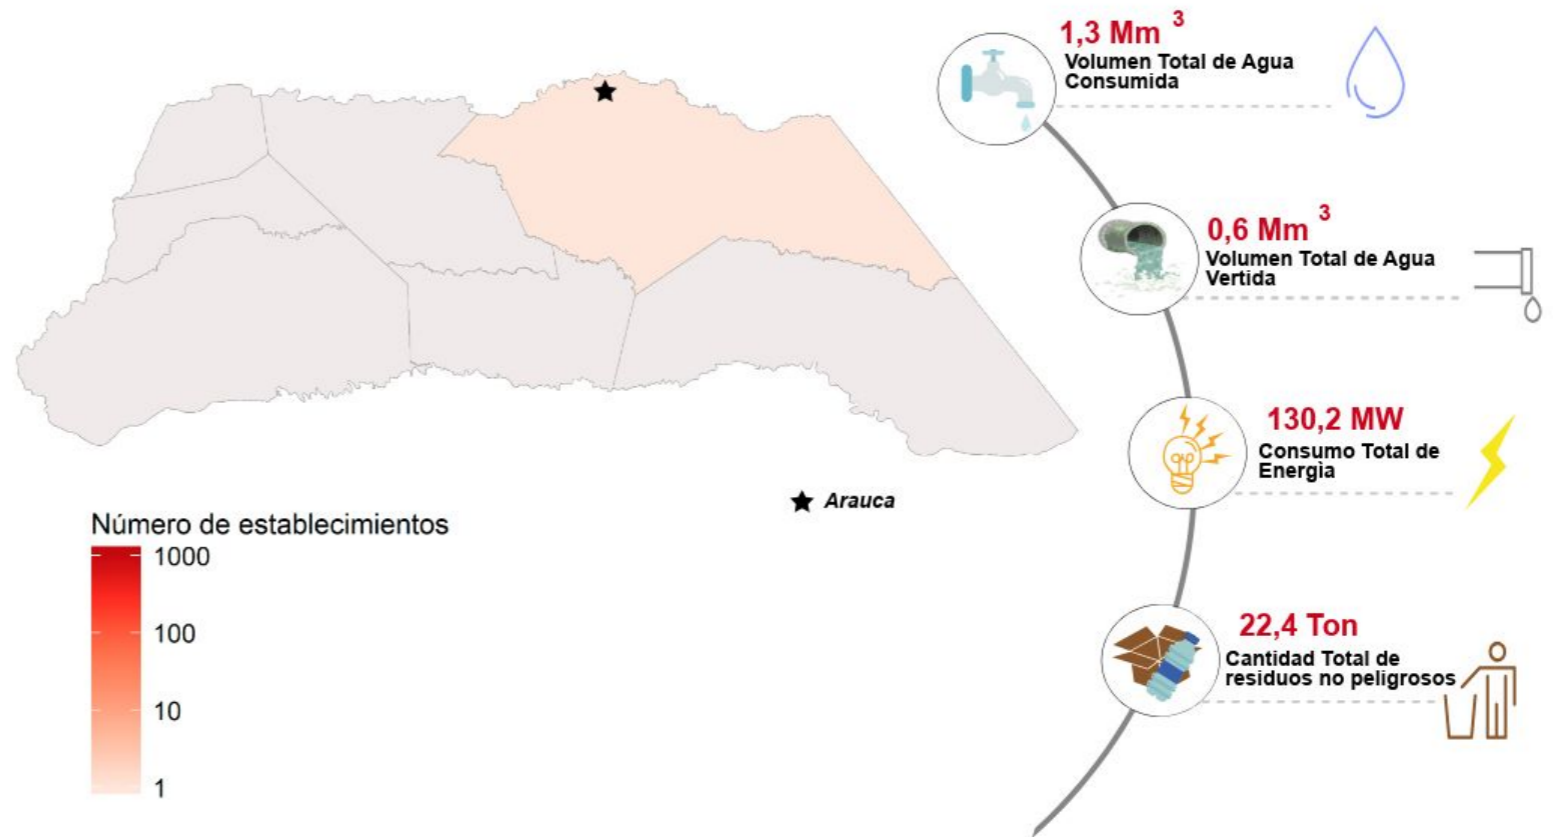 1,3 Mm 3
Volumen Total de Agua
Consumida
0,6 Mm 3
Volumen Total de Agua
Vertida
130,2 MW
Consumo Total de
Energìa
22,4 Ton
Cantidad Total de
residuos no peligrosos
Arauca
Número de establecimientos
1000
100
10
1